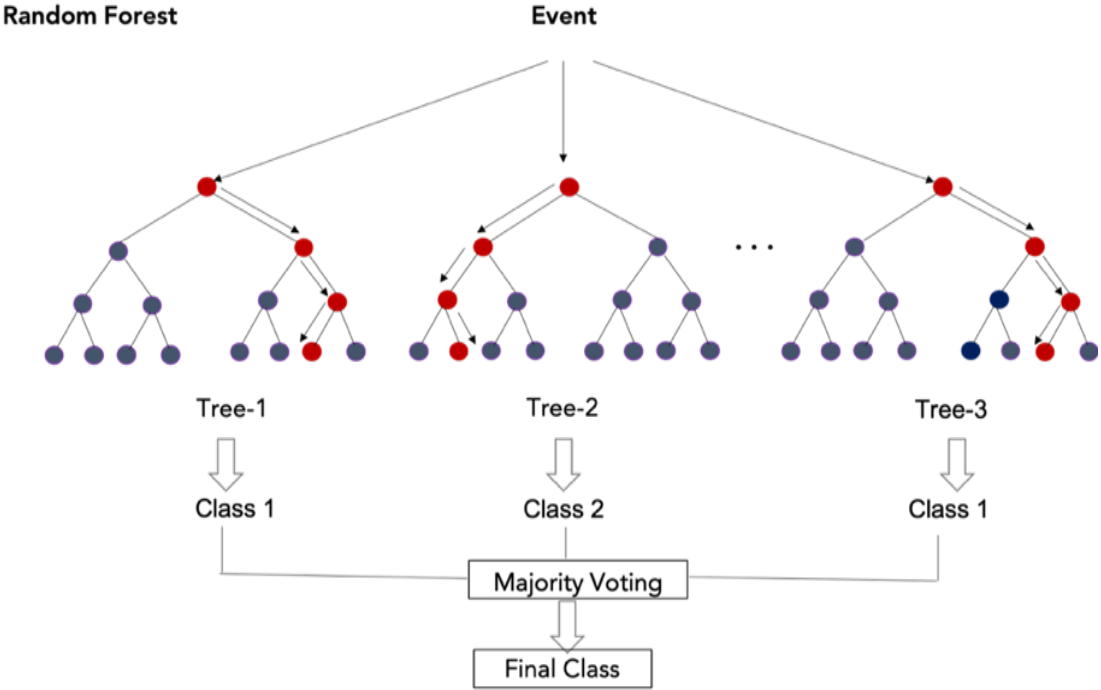 Random Forest
Event
...
Tree-1
Tree-2
Tree-3
Class 1
Class 2
Class 1
Majority Voting
Final Class